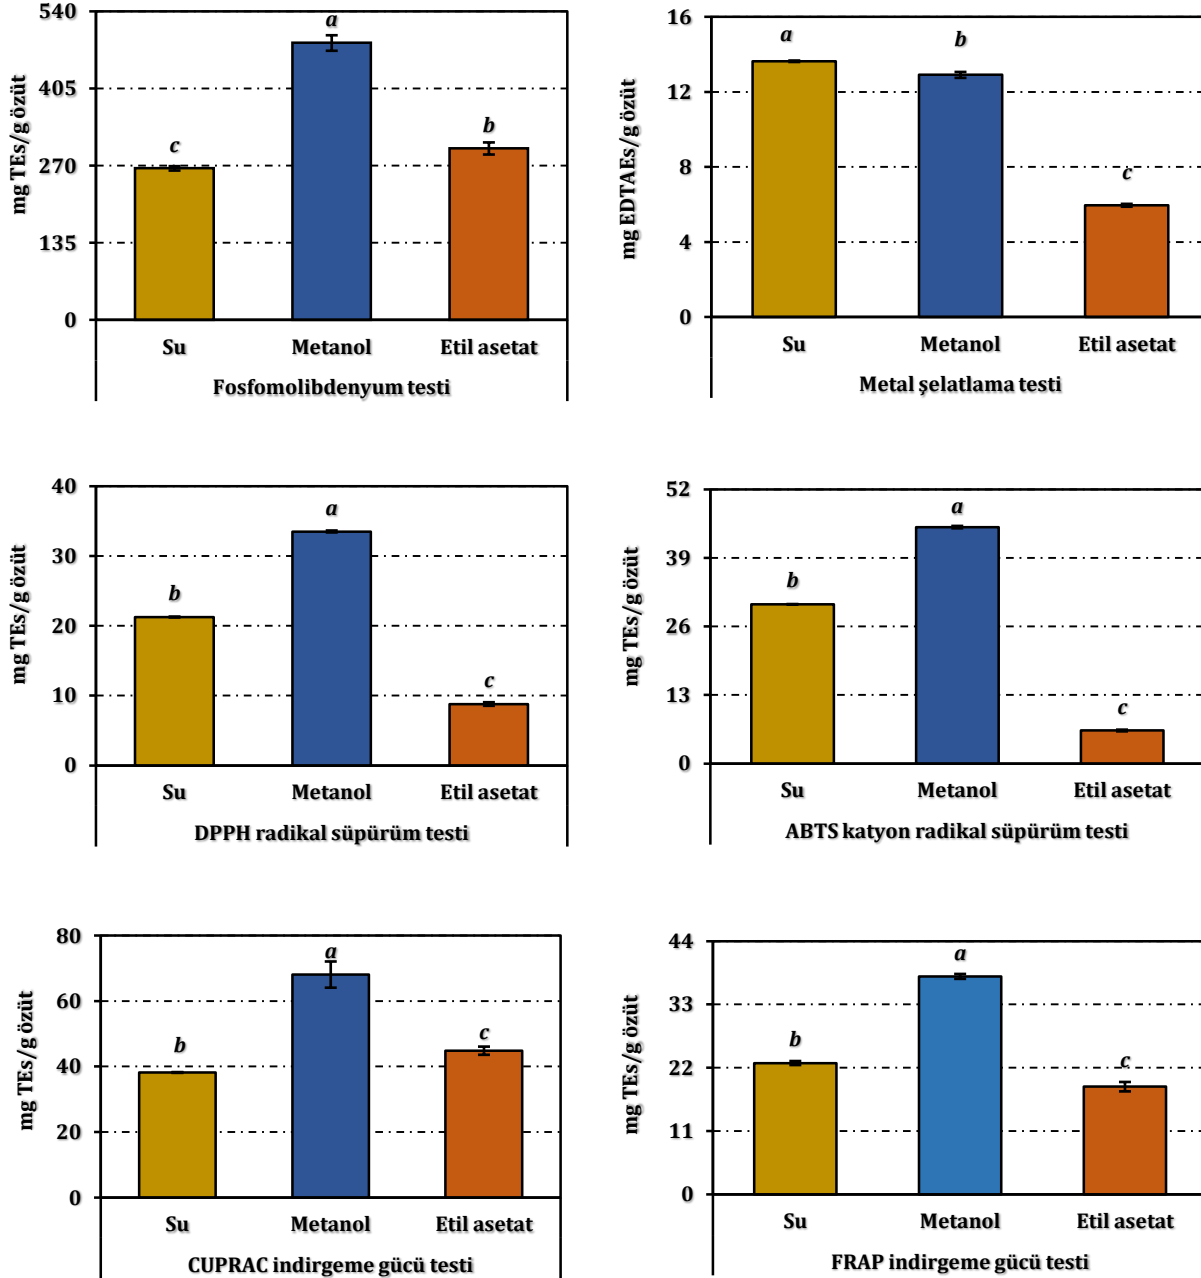 540
405
270
135
0
mg TEs/g özüt
c
a
b
Su Metanol Etil asetat
Fosfomolibdenyum testi
16
12
8
4
0
mg EDTAEs/g özüt
a
b
c
Su Metanol Etil asetat
Metal şelatlama testi
40
30
20
10
0
mg TEs/g özüt
b
a
c
Su Metanol Etil asetat
DPPH radikal süpürüm testi
52
39
26
13
0
mg TEs/g özüt
b
a
c
Su Metanol Etil asetat
ABTS katyon radikal süpürüm testi
80
60
40
20
0
mg TEs/g özüt
b
a
c
Su Metanol Etil asetat
CUPRAC indirgeme gücü testi
44
33
22
11
0
mg TEs/g özüt
b
a
c
Su Metanol Etil asetat
FRAP indirgeme gücü testi